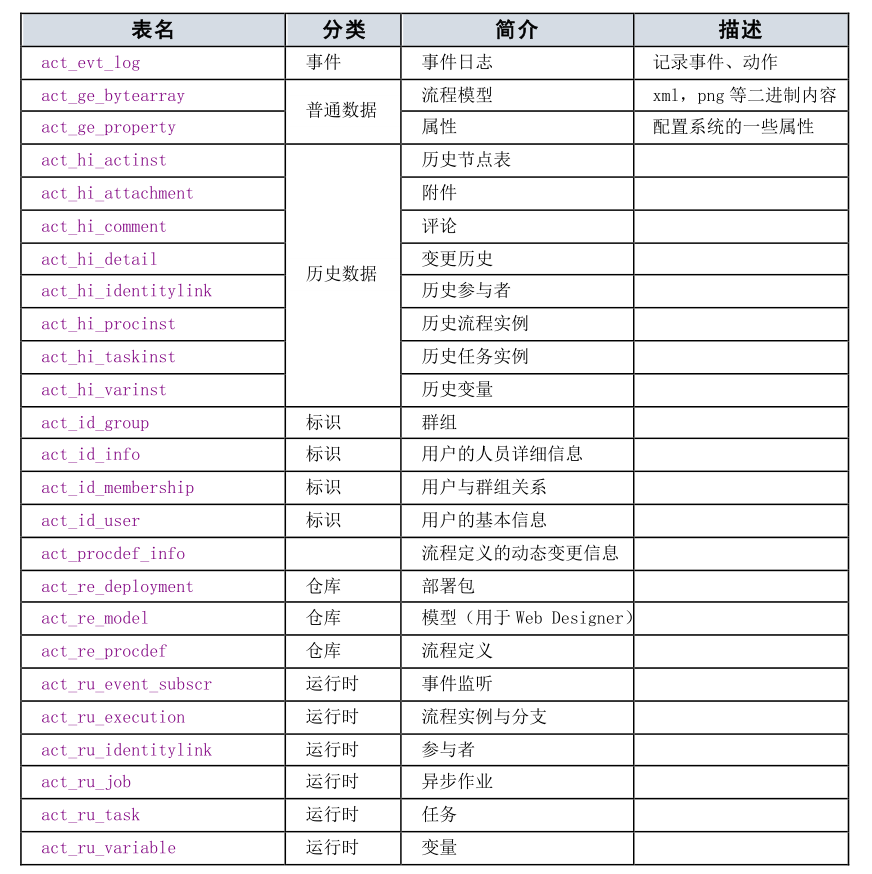 表名 分类 简介 描述
act_evt_log 事件 事件日志 记录事件、动作
act_ge_bytearray 普通数据 流程模型 xml，png 等二进制内容
act_ge_property 属性 配置系统的一些属性
act_hi_actinst 历史数据 历史节点表
act_hi_attachment 附件
act_hi_comment 评论
act_hi_detail 变更历史
act_hi_identitylink 历史参与者
act_hi_procinst 历史流程实例
act_hi_taskinst 历史任务实例
act_hi_varinst 历史变量
act_id_group 标识 群组
act_id_info 标识 用户的人员详细信息
act_id_membership 标识 用户与群组关系
act_id_user 标识 用户的基本信息
act_procdef_info 流程定义的动态变更信息
act_re_deployment 仓库 部署包
act_re_model 仓库 模型（用于 Web Designer）
act_re_procdef 仓库 流程定义
act_ru_event_subscr 运行时 事件监听
act_ru_execution 运行时 流程实例与分支
act_ru_identitylink 运行时 参与者
act_ru_job 运行时 异步作业
act_ru_task 运行时 任务
act_ru_variable 运行时 变量